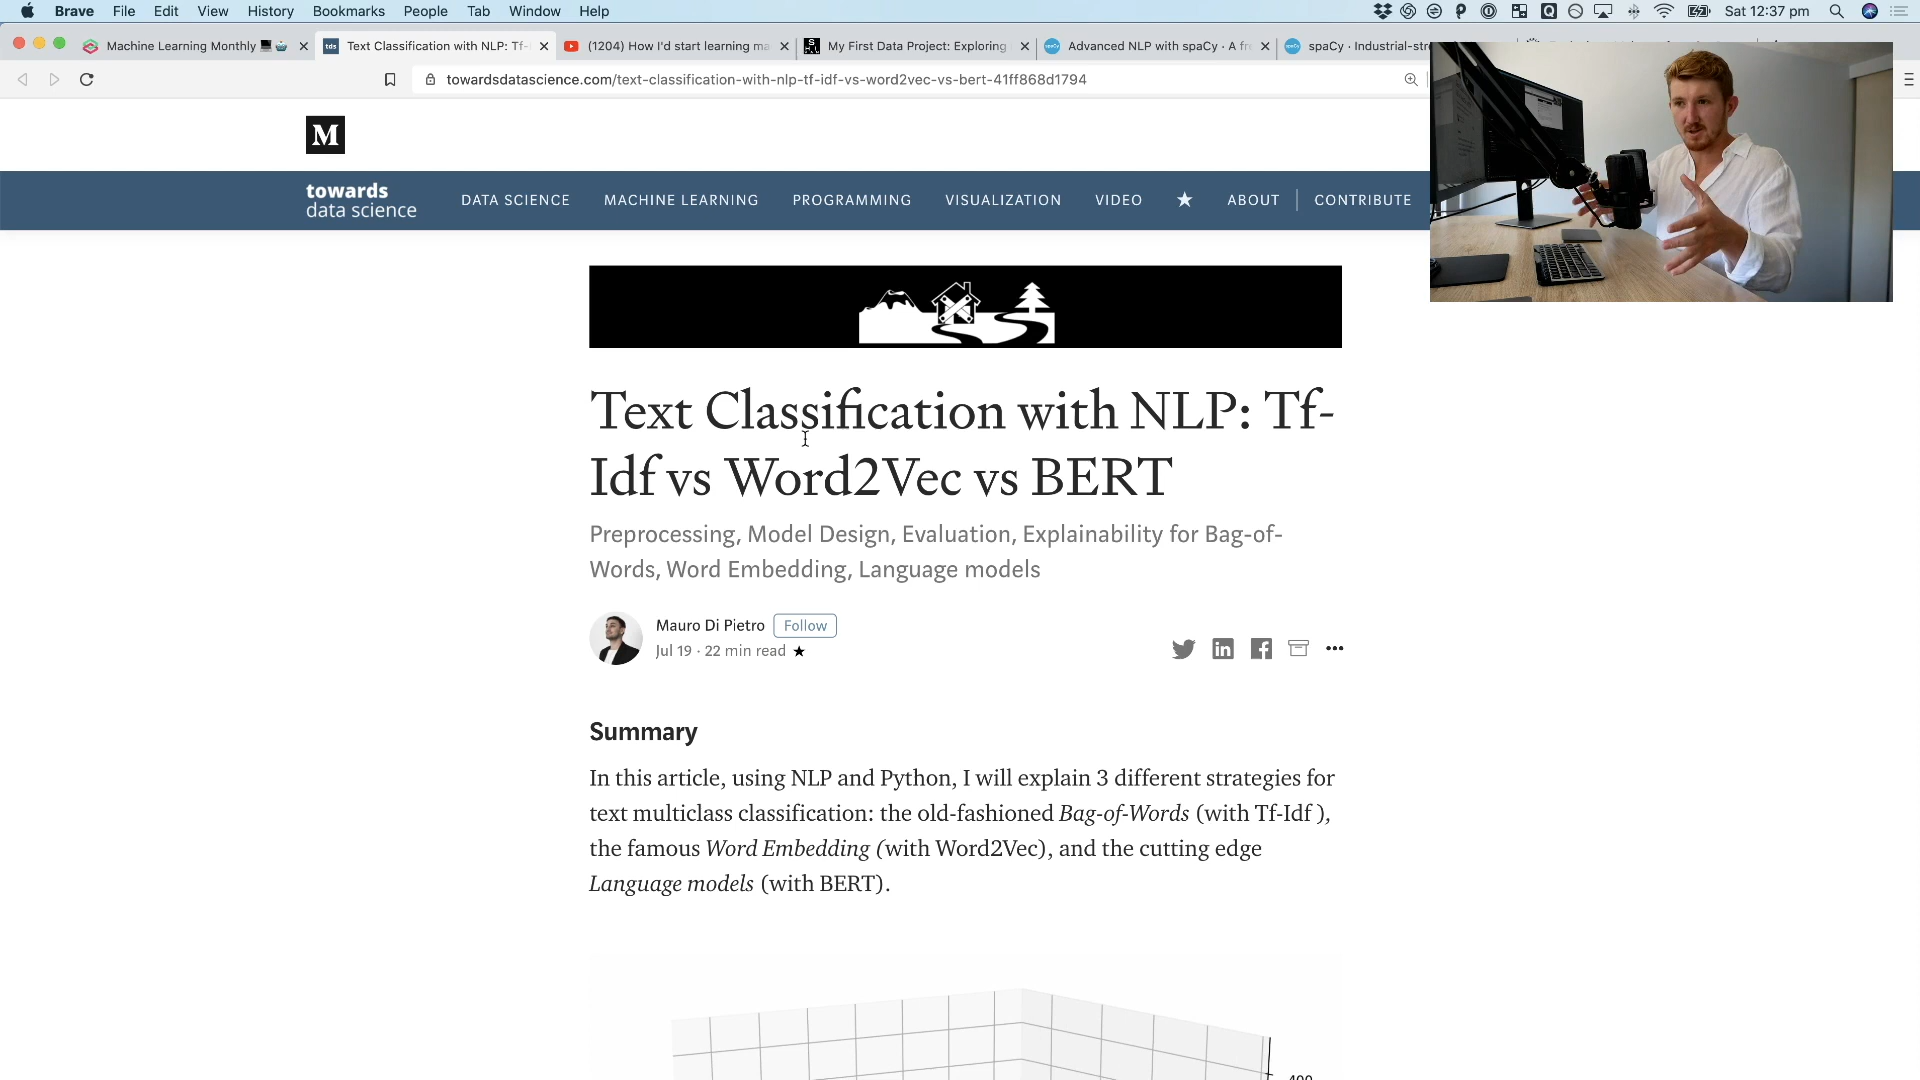 Brave File Edit View History Bookmarks People Tab Window Help Sat 12:37 pm
Machine Learning Monthly Text Classification with NLP: Tf- (1204) How I'd start learning ma My First Data Project: Exploring Advanced NLP with spaCy · A fr spaCy · Industrial-str
towardsdatascience.com/text-classification-with-nlp-tf-idf-vs-word2vec-vs-bert-41ff868d1794
M
towards
data science
DATA SCIENCE MACHINE LEARNING PROGRAMMING VISUALIZATION VIDEO ★ ABOUT CONTRIBUTE
Text Classification with NLP: Tf-
Idf vs Word2Vec vs BERT
Preprocessing, Model Design, Evaluation, Explainability for Bag-of-
Words, Word Embedding, Language models
Mauro Di Pietro Follow
Jul 19 · 22 min read ★
Summary
In this article, using NLP and Python, I will explain 3 different strategies for
text multiclass classification: the old-fashioned Bag-of-Words (with Tf-Idf ),
the famous Word Embedding (with Word2Vec), and the cutting edge
Language models (with BERT).